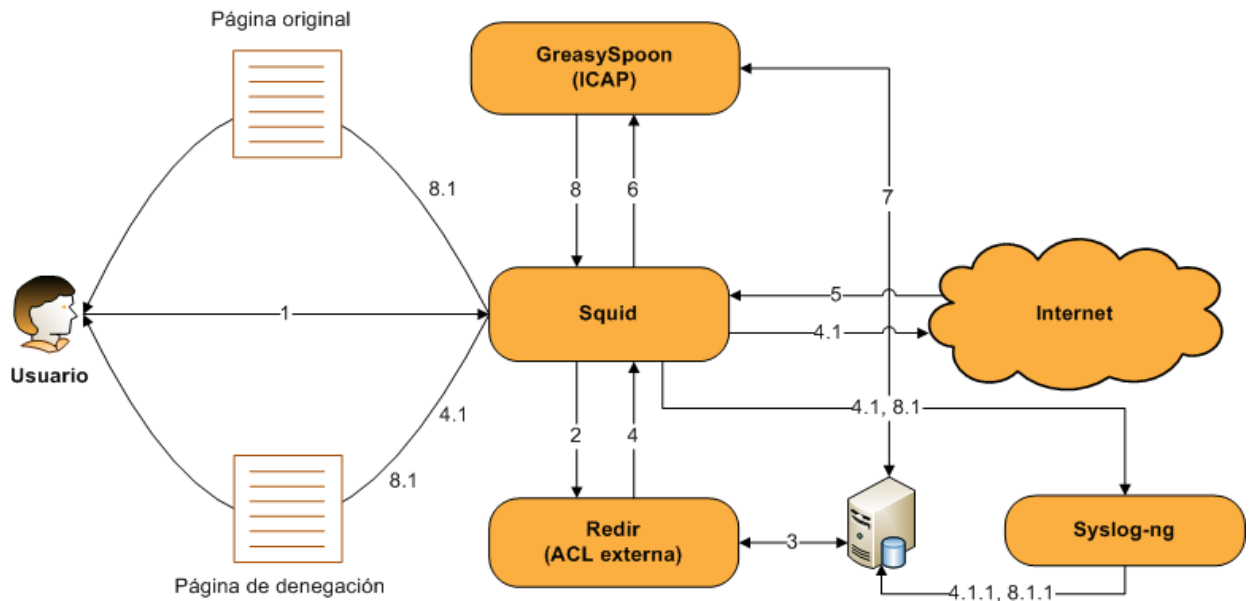 Página original
GreasySpoon
(ICAP)
7
8.1
8
6
1
Squid
5
4.1
Internet
Usuario
4.1
8.1
2
4
4.1, 8.1
Redir
(ACL externa)
3
Syslog-ng
Página de denegación
4.1.1, 8.1.1